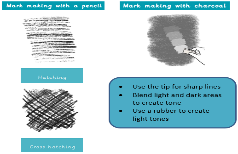 Mark making with a pencil
Mark making with charcoal
Hatching
Cross hatching
Use the tip for sharp lines
Blend light and dark areas
to create tone
Use a rubber to create
light tones